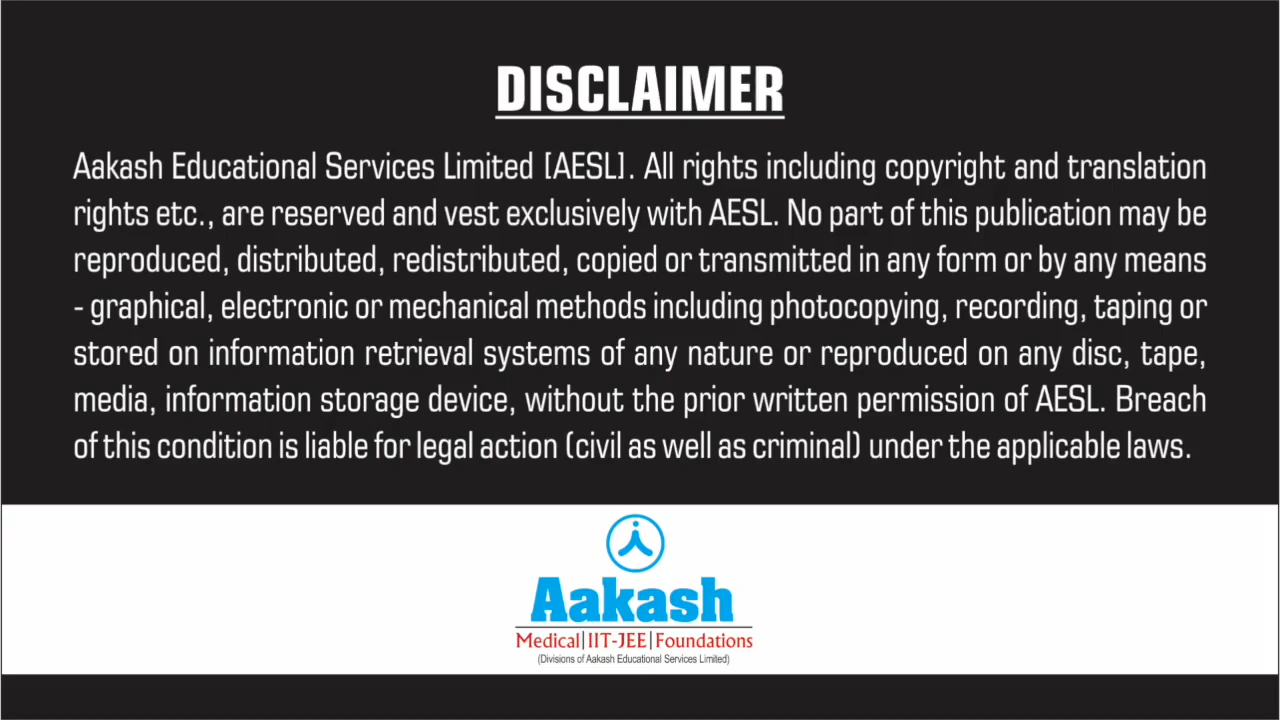 DISCLAIMER
Aakash Educational Services Limited [AESL]. All rights including copyright and translation
rights etc., are reserved and vest exclusively with AESL. No part of this publication may be
reproduced, distributed, redistributed, copied or transmitted in any form or by any means
- graphical, electronic or mechanical methods including photocopying, recording, taping or
stored on information retrieval systems of any nature or reproduced on any disc, tape,
media, information storage device, without the prior written permission of AESL. Breach
of this condition is liable for legal action (civil as well as criminal) under the applicable laws.
Aakash
Medical|IIT-JEE|Foundations
(Divisions of Aakash Educational Services Limited)